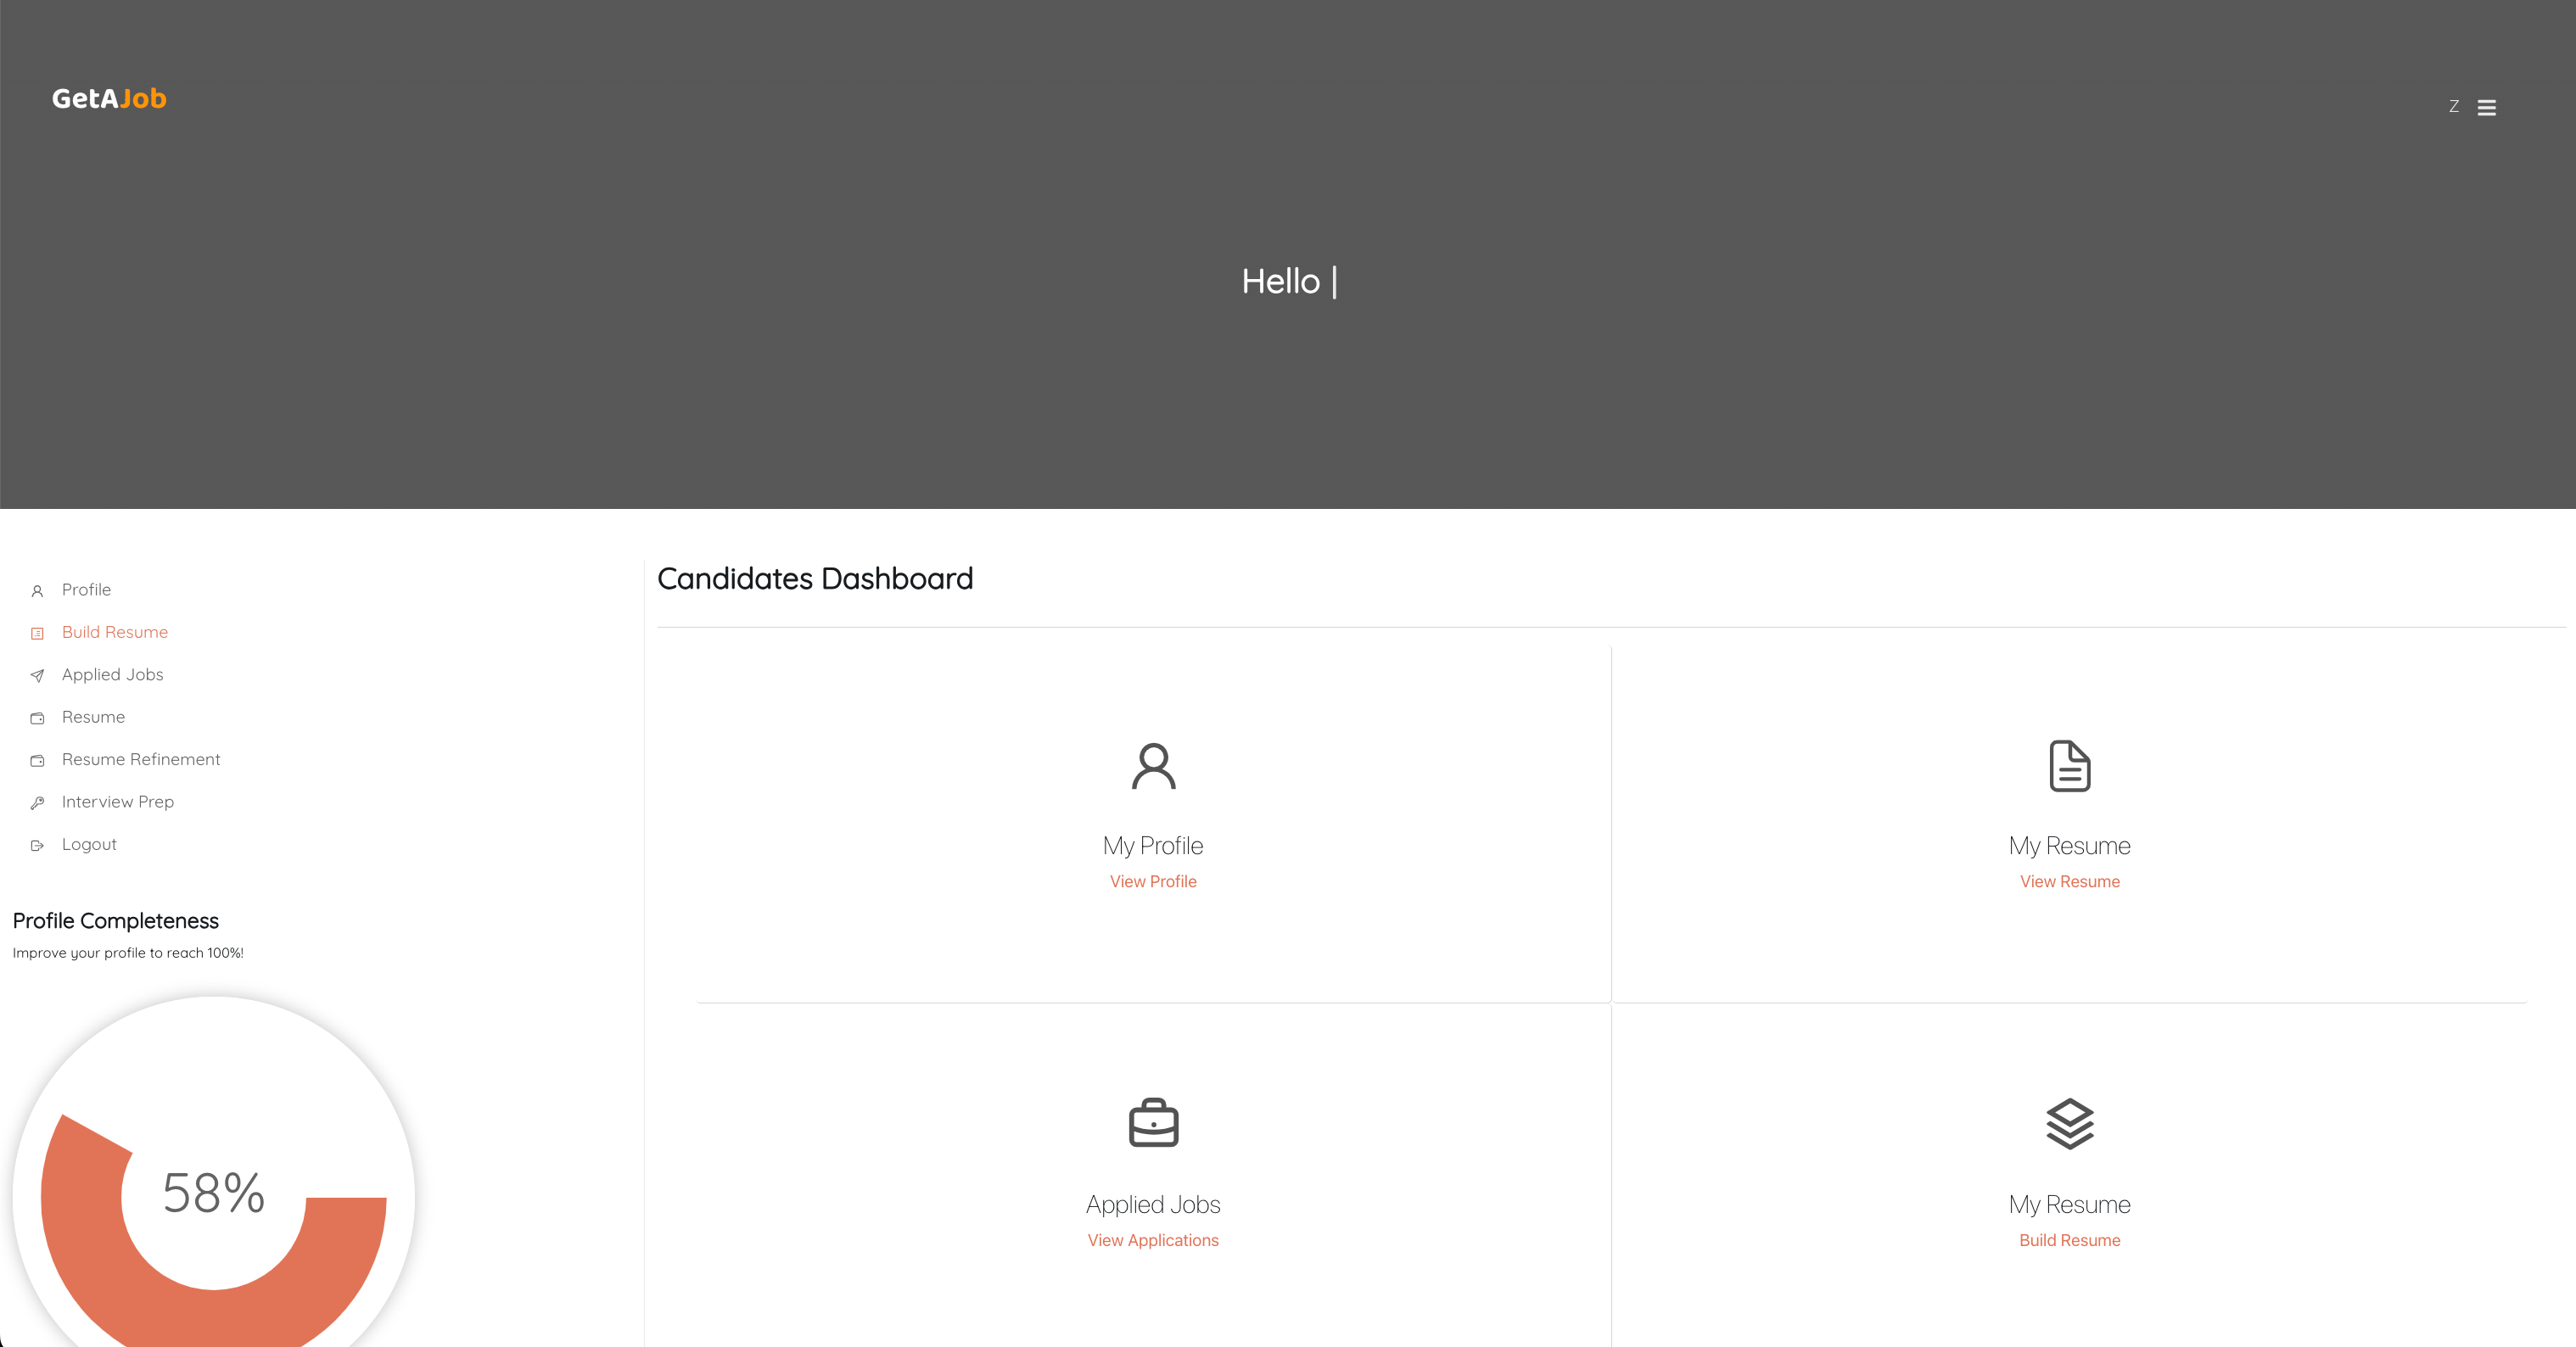 GetAJob
Z
Hello |
Profile
Build Resume
Applied Jobs
Resume
Resume Refinement
Interview Prep
Logout
Profile Completeness
Improve your profile to reach 100%!
58%
Candidates Dashboard
My Profile
View Profile
My Resume
View Resume
Applied Jobs
View Applications
My Resume
Build Resume